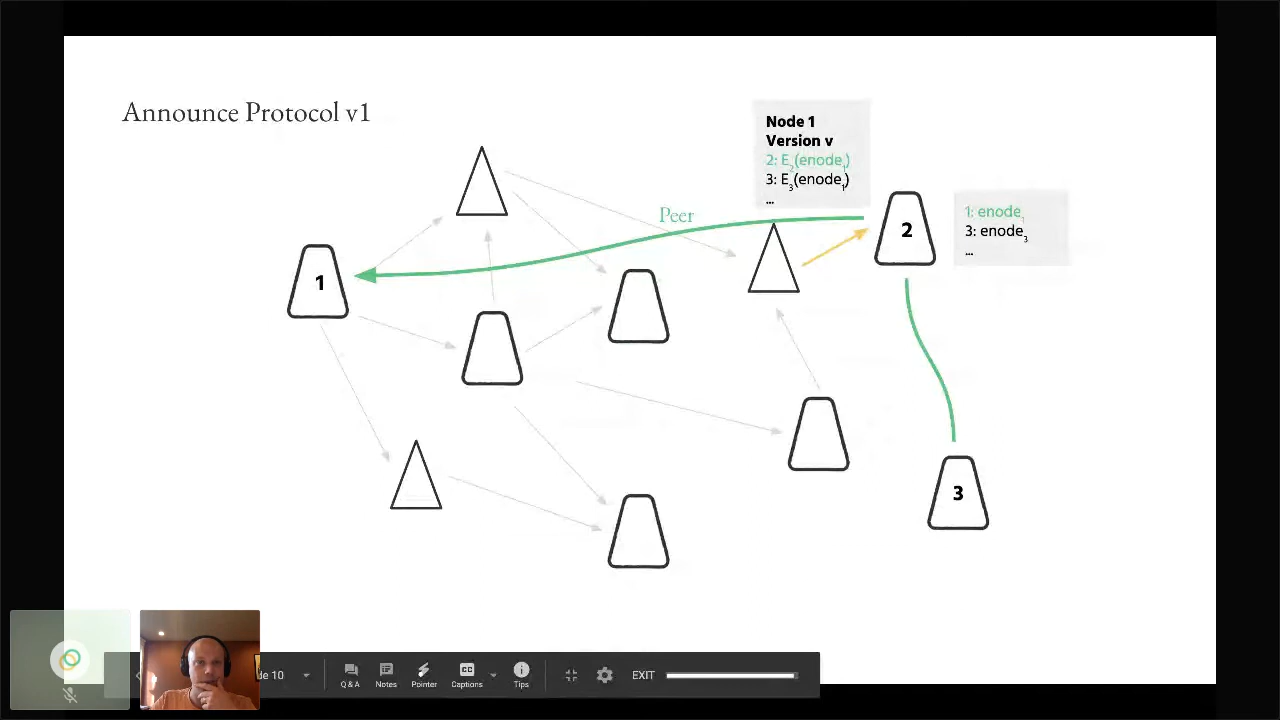 Announce Protocol v1
Node 1
Version v
2: E2(enode1)
3: E3(enode1)
...
Peer
1: enode1
3: enode3
...
1
2
3
de 10
Q & A
Notes
Pointer
CC
Captions
Tips
EXIT